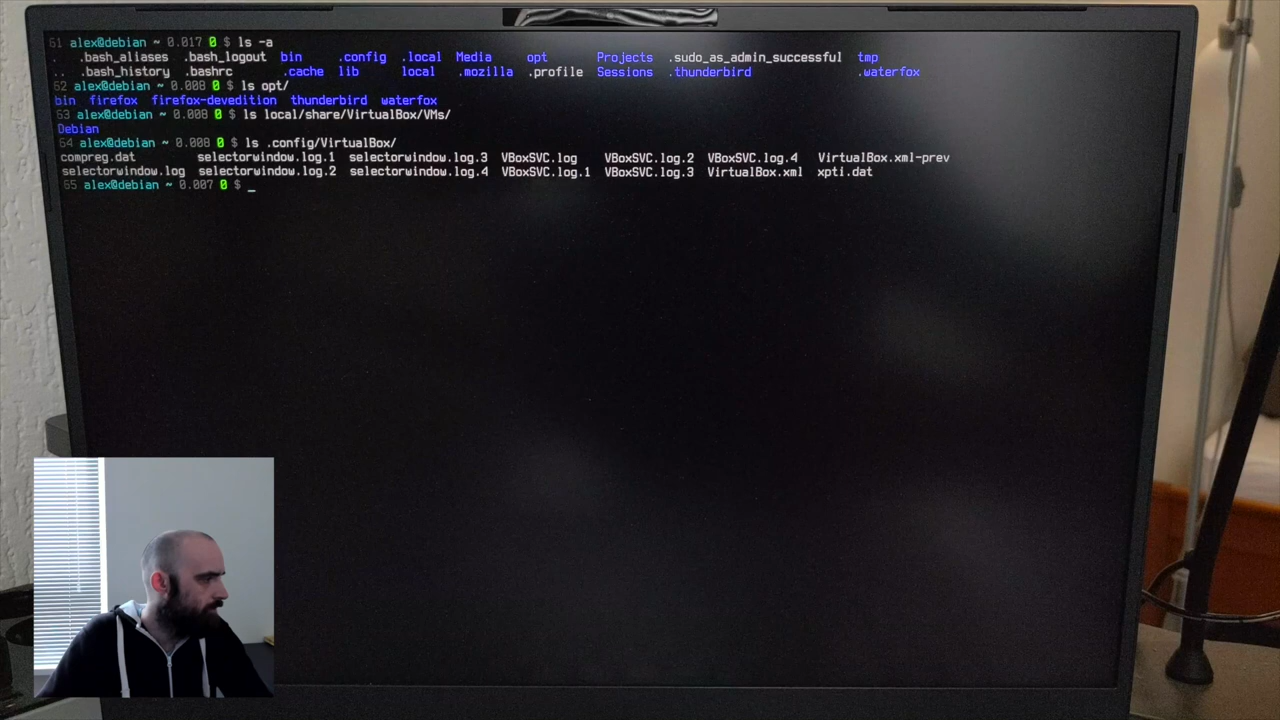 61 alex@debian ~ 0.017 0 $ ls -a
. .bash_aliases .bash_logout bin .config .local Media opt Projects .sudo_as_admin_successful tmp
.. .bash_history .bashrc .cache lib local .mozilla .profile Sessions .thunderbird .waterfox
62 alex@debian ~ 0.008 0 $ ls opt/
bin firefox firefox-devedition thunderbird waterfox
63 alex@debian ~ 0.008 0 $ ls local/share/VirtualBox/VMs/
Debian
64 alex@debian ~ 0.008 0 $ ls .config/VirtualBox/
compreg.dat selectorwindow.log.1 selectorwindow.log.3 VBoxSVC.log VBoxSVC.log.2 VBoxSVC.log.4 VirtualBox.xml-prev
selectorwindow.log selectorwindow.log.2 selectorwindow.log.4 VBoxSVC.log.1 VBoxSVC.log.3 VirtualBox.xml xpti.dat
65 alex@debian ~ 0.007 0 $ _